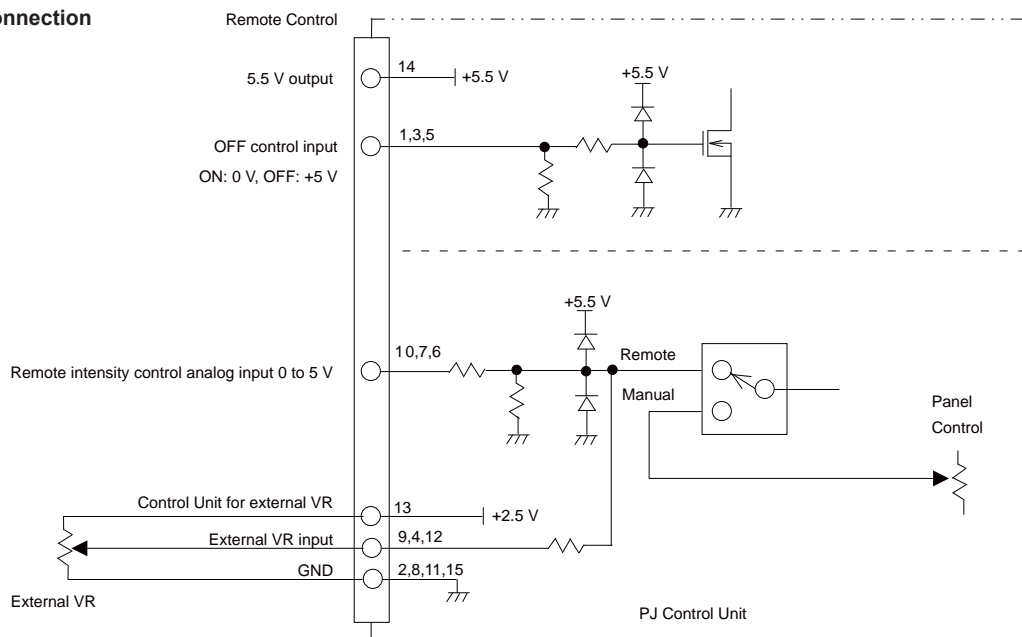 onnection
Remote Control
5.5 V output
14
+5.5 V
+5.5 V
OFF control input
1,3,5
ON: 0 V, OFF: +5 V
+5.5 V
Remote intensity control analog input 0 to 5 V
10,7,6
Remote
Manual
Panel
Control
Control Unit for external VR
13
+2.5 V
External VR input
9,4,12
GND
2,8,11,15
External VR
PJ Control Unit